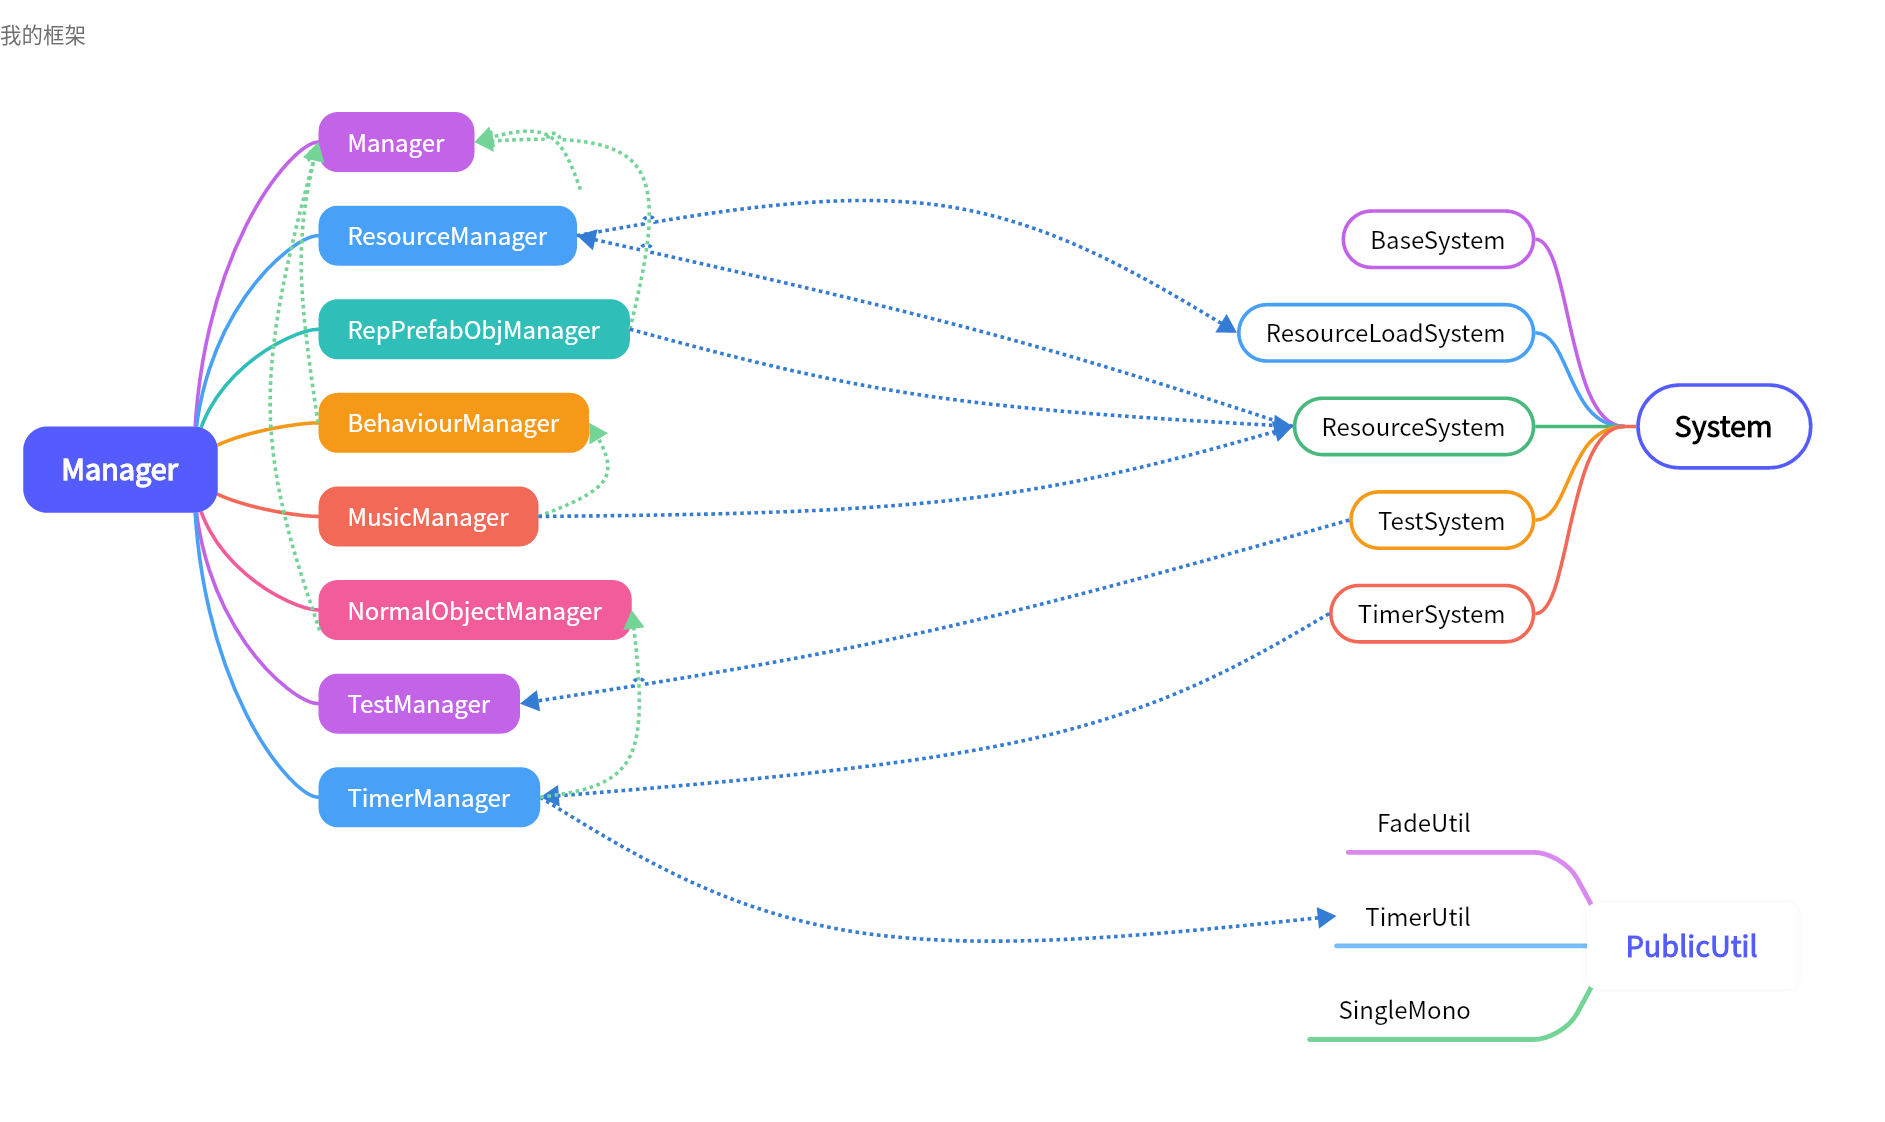 我的框架
Manager
Manager
ResourceManager
RepPrefabObjManager
BehaviourManager
MusicManager
NormalObjectManager
TestManager
TimerManager
BaseSystem
ResourceLoadSystem
ResourceSystem
TestSystem
TimerSystem
System
FadeUtil
TimerUtil
SingleMono
PublicUtil